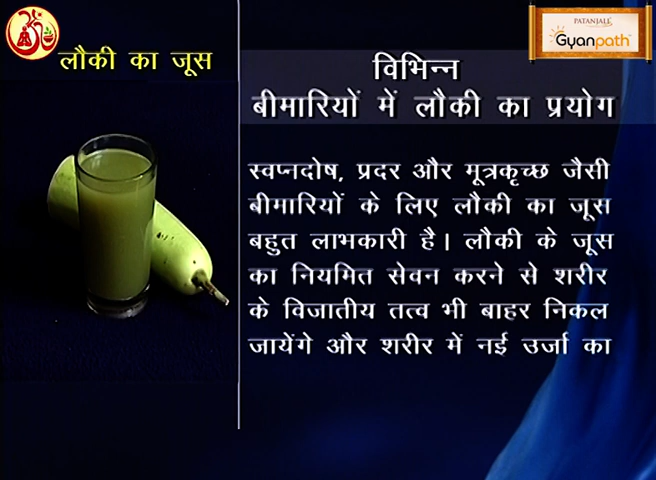 PATANJALI
Gyanpath
लौकी का जूस
विभिन्न
बीमारियों में लौकी का प्रयोग
स्वप्नदोष, प्रदर और मूत्रकृच्छ जैसी
बीमारियों के लिए लौकी का जूस
बहुत लाभकारी है। लौकी के जूस
का नियमित सेवन करने से शरीर
के विजातीय तत्व भी बाहर निकल
जायेंगे और शरीर में नई उर्जा का